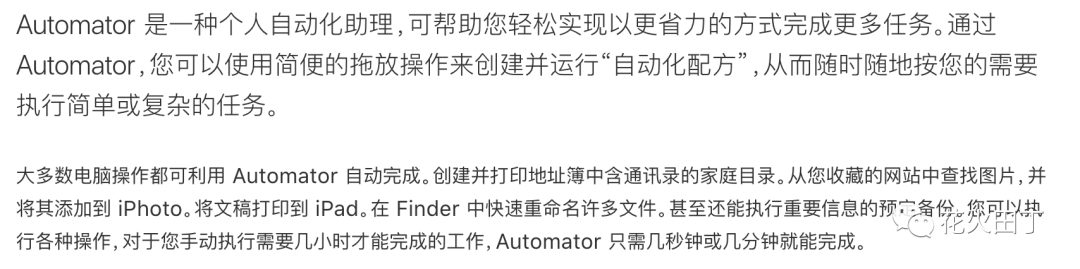 Automator 是一种个人自动化助理，可帮助您轻松实现以更省力的方式完成更多任务。通过
Automator，您可以使用简便的拖放操作来创建并运行“自动化配方”，从而随时随地按您的需要
执行简单或复杂的任务。
大多数电脑操作都可利用 Automator 自动完成。创建并打印地址簿中含通讯录的家庭目录。从您收藏的网站中查找图片，并
将其添加到 iPhoto。将文稿打印到 iPad。在 Finder 中快速重命名许多文件。甚至还能执行重要信息的预定备份。您可以执
行各种操作，对于您手动执行需要几小时才能完成的工作，Automator 只需几秒钟或几分钟就能完成。
花火田丁